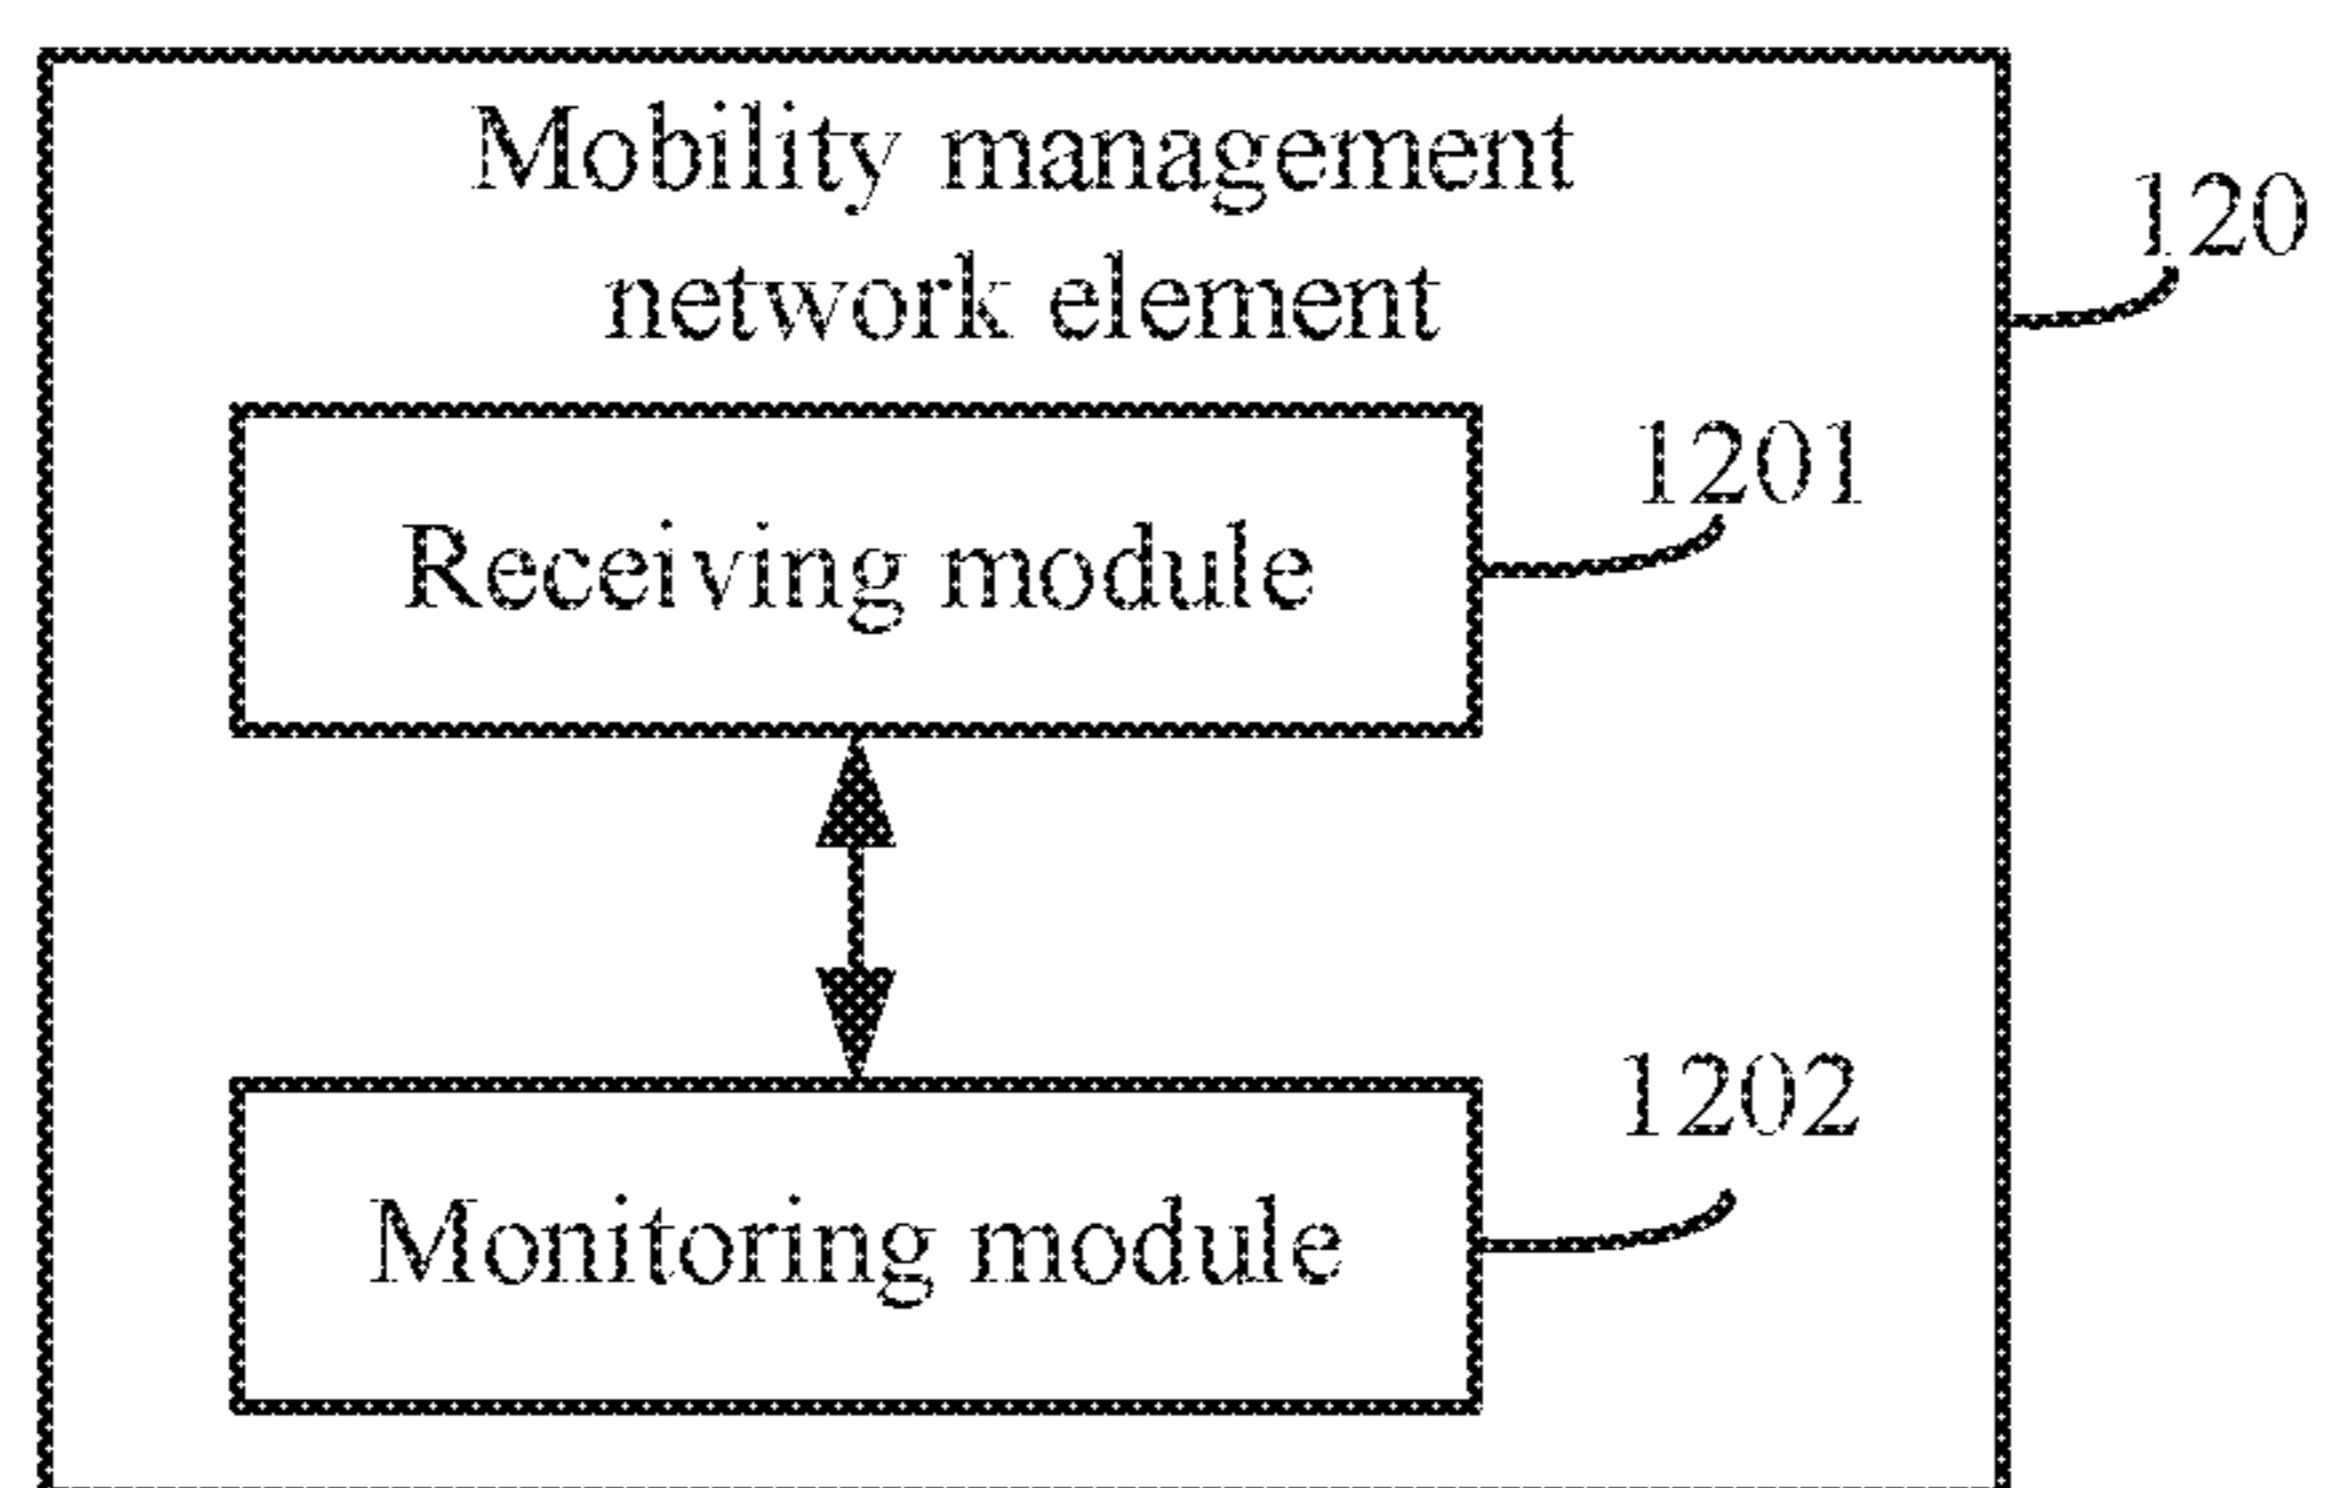 Mobility management
network element
120
1201
Receiving module
1202
Monitoring module